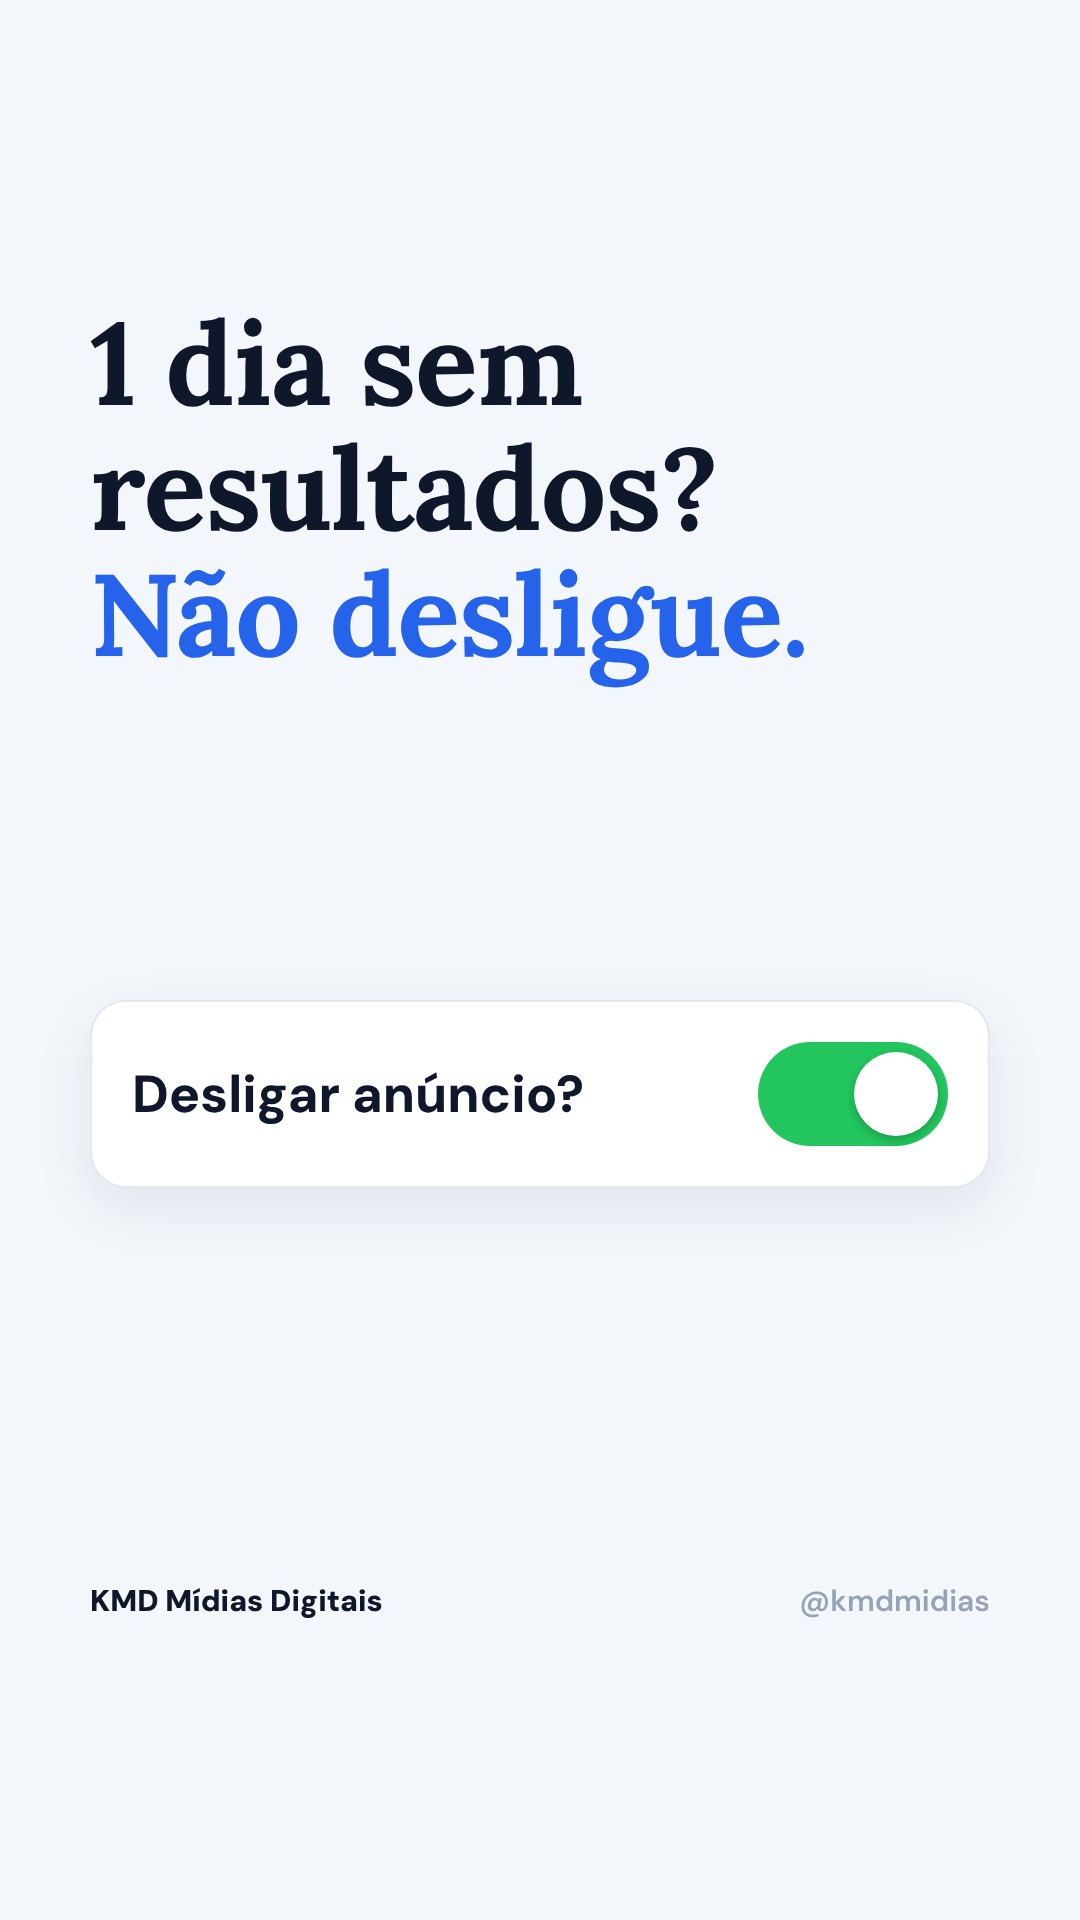 1 dia sem
resultados?
Não desligue.
Desligar anúncio?
KMD Mídias Digitais
@kmdmidias